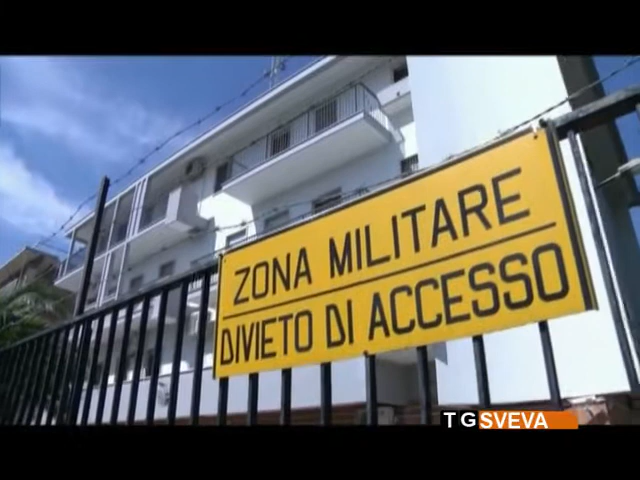 ZONA MILITARE
DIVIETO DI ACCESSO
TG SVEVA